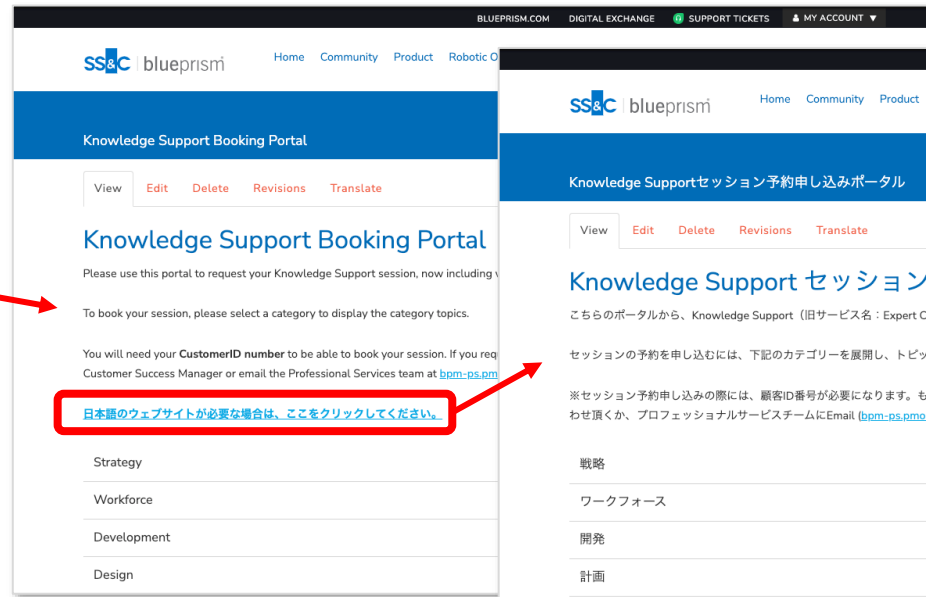 BLUEPRISM.COM DIGITAL EXCHANGE SUPPORT TICKETS MY ACCOUNT ▼
SS&C blueprism Home Community Product Robotic O
Knowledge Support Booking Portal
View Edit Delete Revisions Translate
Knowledge Support Booking Portal
Please use this portal to request your Knowledge Support session, now including
To book your session, please select a category to display the category topics.
You will need your CustomerID number to be able to book your session. If you req
Customer Success Manager or email the Professional Services team at bpm-ps.pm
日本語のウェブサイトが必要な場合は、ここをクリックしてください。
Strategy
Workforce
Development
Design
SS&C blueprism Home Community Product
Knowledge Supportセッション予約申し込みポータル
View Edit Delete Revisions Translate
Knowledge Support セッション
こちらのポータルから、Knowledge Support（旧サービス名：Expert C
セッションの予約を申し込むには、下記のカテゴリーを展開し、トピッ
※セッション予約申し込みの際には、顧客ID番号が必要になります。も
わせ頂くか、プロフェッショナルサービスチームにEmail (bpm-ps.pmo
戦略
ワークフォース
開発
計画